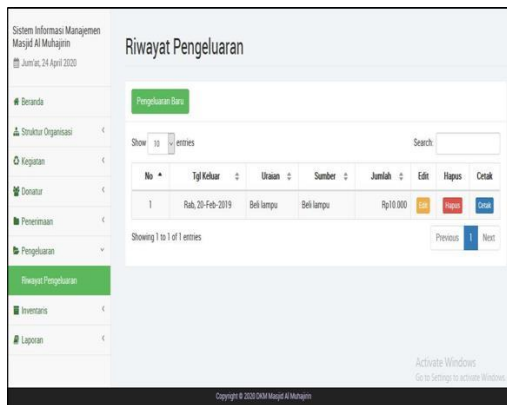 Sistem Informasi Manajemen
Masjid Al Muhajirin
Jum'at, 24 April 2020
Riwayat Pengeluaran
Beranda
Struktur Organisasi
Kegiatan
Donatur
Penerimaan
Pengeluaran
Riwayat Pengeluaran
Inventaris
Laporan
Pengeluaran Baru
Show 10 entries Search:
No Tgl Keluar Uraian Sumber Jumlah Edit Hapus Cetak
1 Rab, 20-Feb-2019 Beli lampu Beli lampu Rp10.000 Edit Hapus Cetak
Showing 1 to 1 of 1 entries Previous 1 Next
Activate Windows
Go to Settings to activate Windows.
Copyright © 2020 DKM Masjid Al Muhajirin